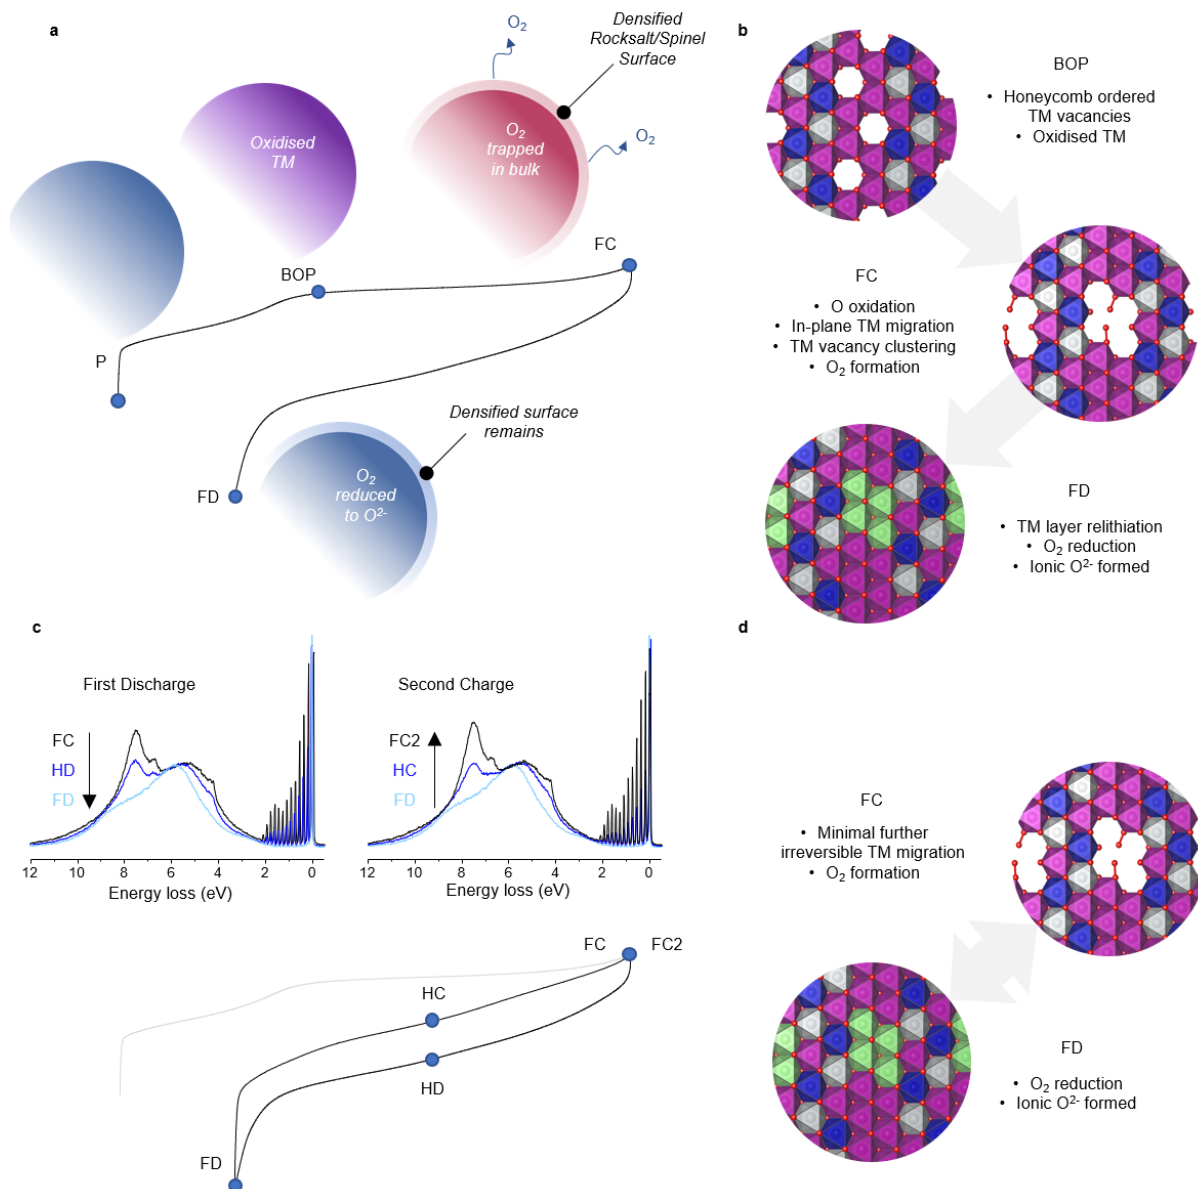 a
O₂
Densified
Rocksalt/Spinel
Surface
Oxidised
TM
O₂
trapped
in bulk
O₂
FC
BOP
P
Densified surface
remains
O₂
reduced
to O²⁻
FD
b
BOP
• Honeycomb ordered
TM vacancies
• Oxidised TM
FC
• O oxidation
• In-plane TM migration
• TM vacancy clustering
• O₂ formation
FD
• TM layer relithiation
• O₂ reduction
• Ionic O²⁻ formed
c
First Discharge
FC
HD
FD
12 10 8 6 4 2 0
Energy loss (eV)
Second Charge
FC2
HC
FD
12 10 8 6 4 2 0
Energy loss (eV)
FC FC2
HC
HD
FD
d
FC
• Minimal further
irreversible TM migration
• O₂ formation
FD
• O₂ reduction
• Ionic O²⁻ formed